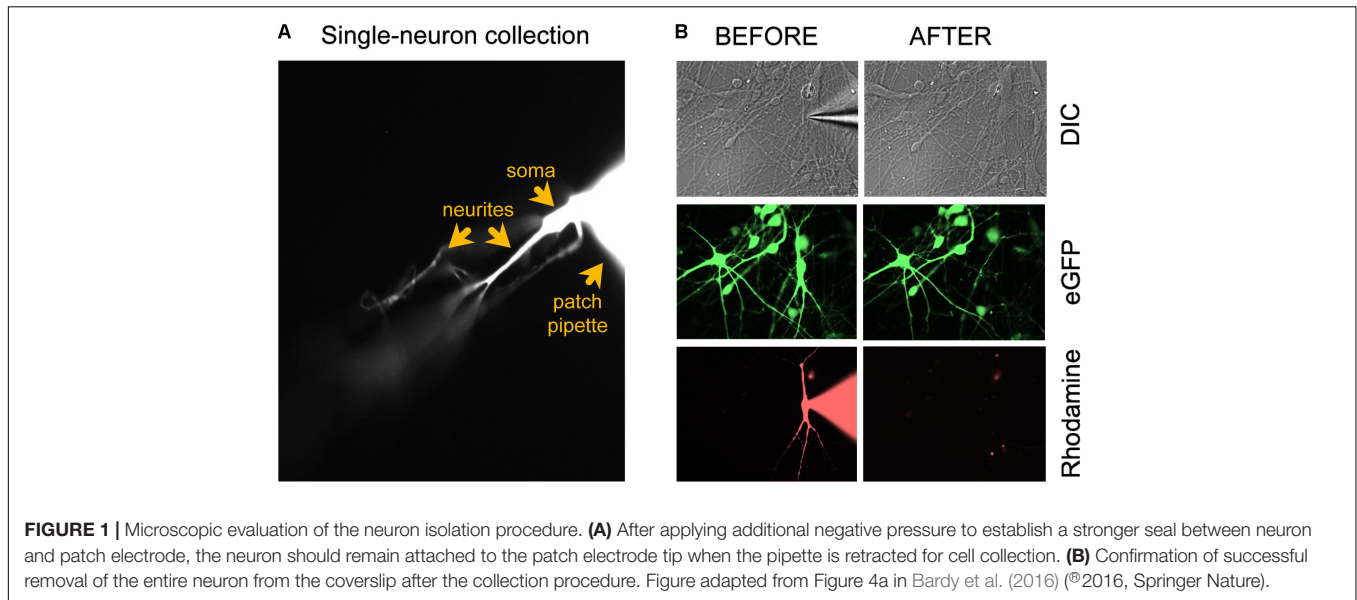 A Single-neuron collection
soma
neurites
patch
pipette
B BEFORE AFTER
DIC
eGFP
Rhodamine
FIGURE 1 | Microscopic evaluation of the neuron isolation procedure. (A) After applying additional negative pressure to establish a stronger seal between neuron
and patch electrode, the neuron should remain attached to the patch electrode tip when the pipette is retracted for cell collection. (B) Confirmation of successful
removal of the entire neuron from the coverslip after the collection procedure. Figure adapted from Figure 4a in Bardy et al. (2016) (®2016, Springer Nature).